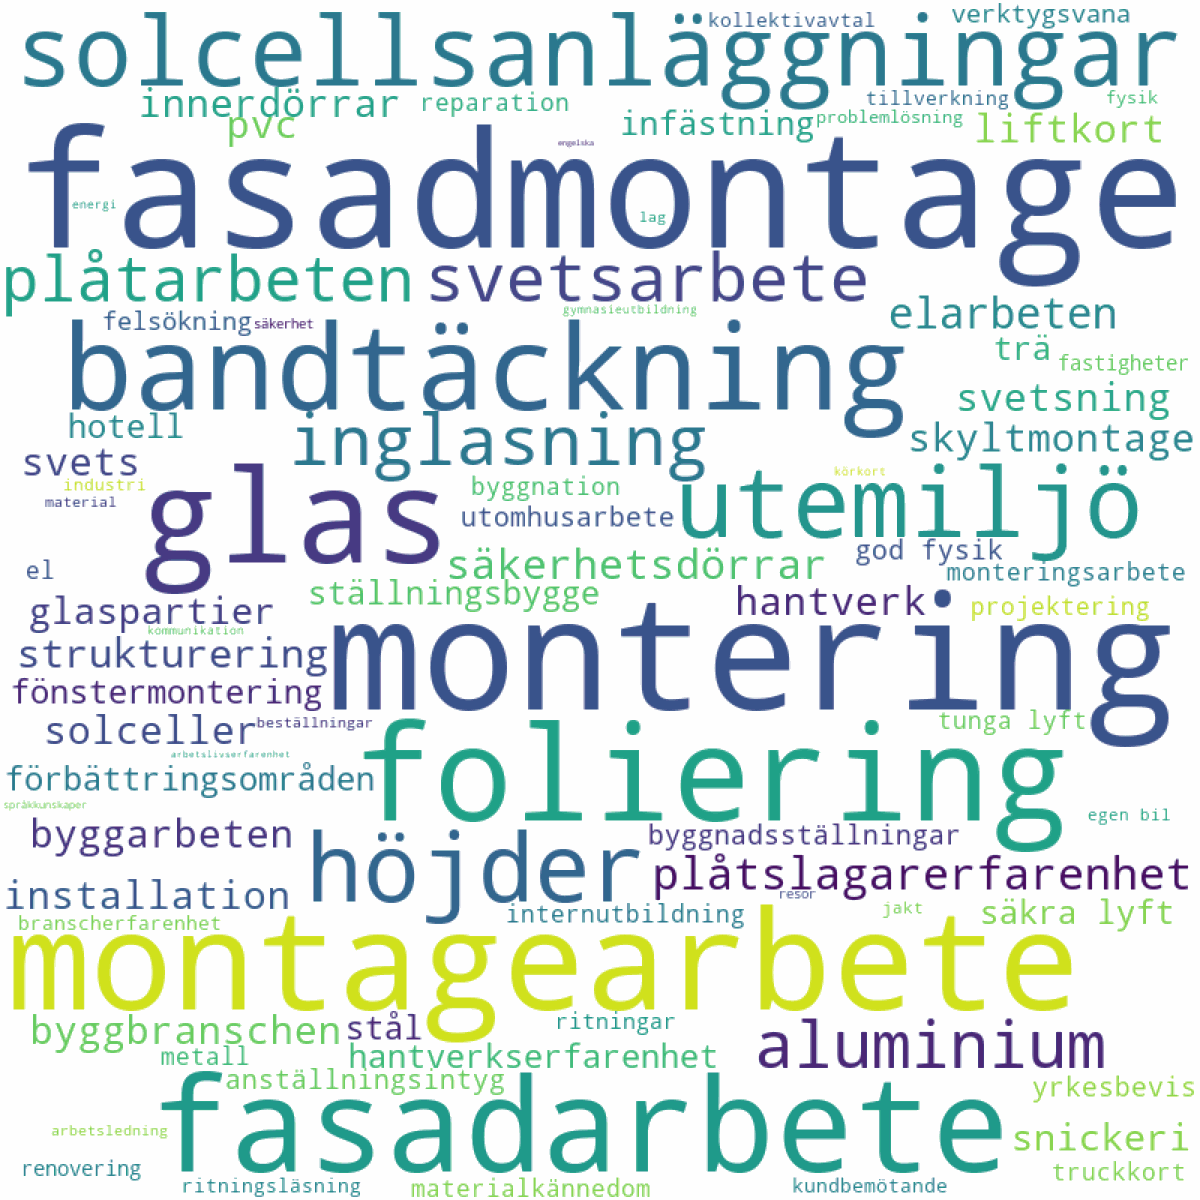 solcellsanläggningar
kollektivavtal
verktygsvana
innerdörrar
reparation
tillverkning
fysik
pvc
infästning
problemlösning
liftkort
fasadmontage
engelska
energi
lag
plåtarbeten
svetsarbete
gymnasieutbildning
elarbeten
felsökning
säkerhet
bandtäckning
trä
fastigheter
svetsning
hotell
inglasning
skyltmontage
svets
industri
material
glas
byggnation
körkort
utemiljö
utomhusarbete
god fysik
säkerhetsdörrar
monteringsarbete
el
ställningsbygge
hantverk
projektering
glaspartier
kommunikation
montering
strukturering
fönstermontering
solceller
beställningar
tunga lyft
foliering
arbetslivserfarenhet
förbättringsområden
språkkunskaper
egen bil
byggarbeten
höjder
byggnadsställningar
plåtslagarerfarenhet
installation
resor
internutbildning
jakt
säkra lyft
branscherfarenhet
montagearbete
byggbranschen
stål
ritningar
aluminium
metall
hantverkserfarenhet
anställningsintyg
yrkesbevis
fasadarbete
arbetsledning
snickeri
renovering
truckkort
ritningsläsning
materialkännedom
kundbemötande